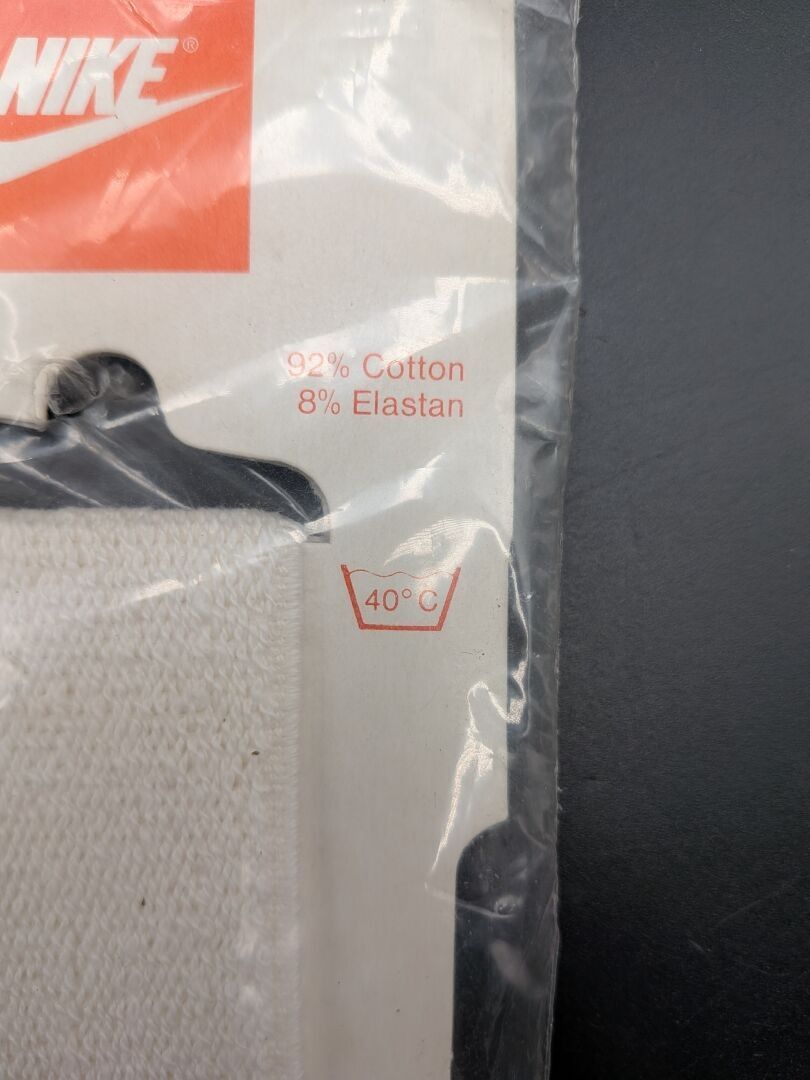 NIKE®
92% Cotton
8% Elastan
40° C